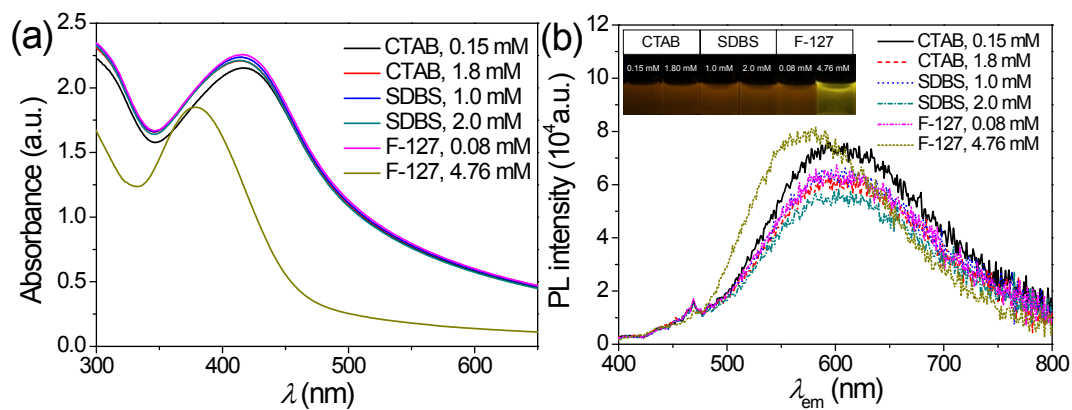 (a)
2.5
2.0
1.5
1.0
0.5
0.0
Absorbance (a.u.)
300
400
500
600
λ (nm)
CTAB, 0.15 mM
CTAB, 1.8 mM
SDBS, 1.0 mM
SDBS, 2.0 mM
F-127, 0.08 mM
F-127, 4.76 mM
(b)
12
10
8
6
4
2
0
PL intensity (10⁴a.u.)
400
500
600
700
800
λem (nm)
CTAB SDBS F-127
0.15 mM 1.80 mM 1.0 mM 2.0 mM 0.08 mM 4.76 mM
CTAB, 0.15 mM
CTAB, 1.8 mM
SDBS, 1.0 mM
SDBS, 2.0 mM
F-127, 0.08 mM
F-127, 4.76 mM